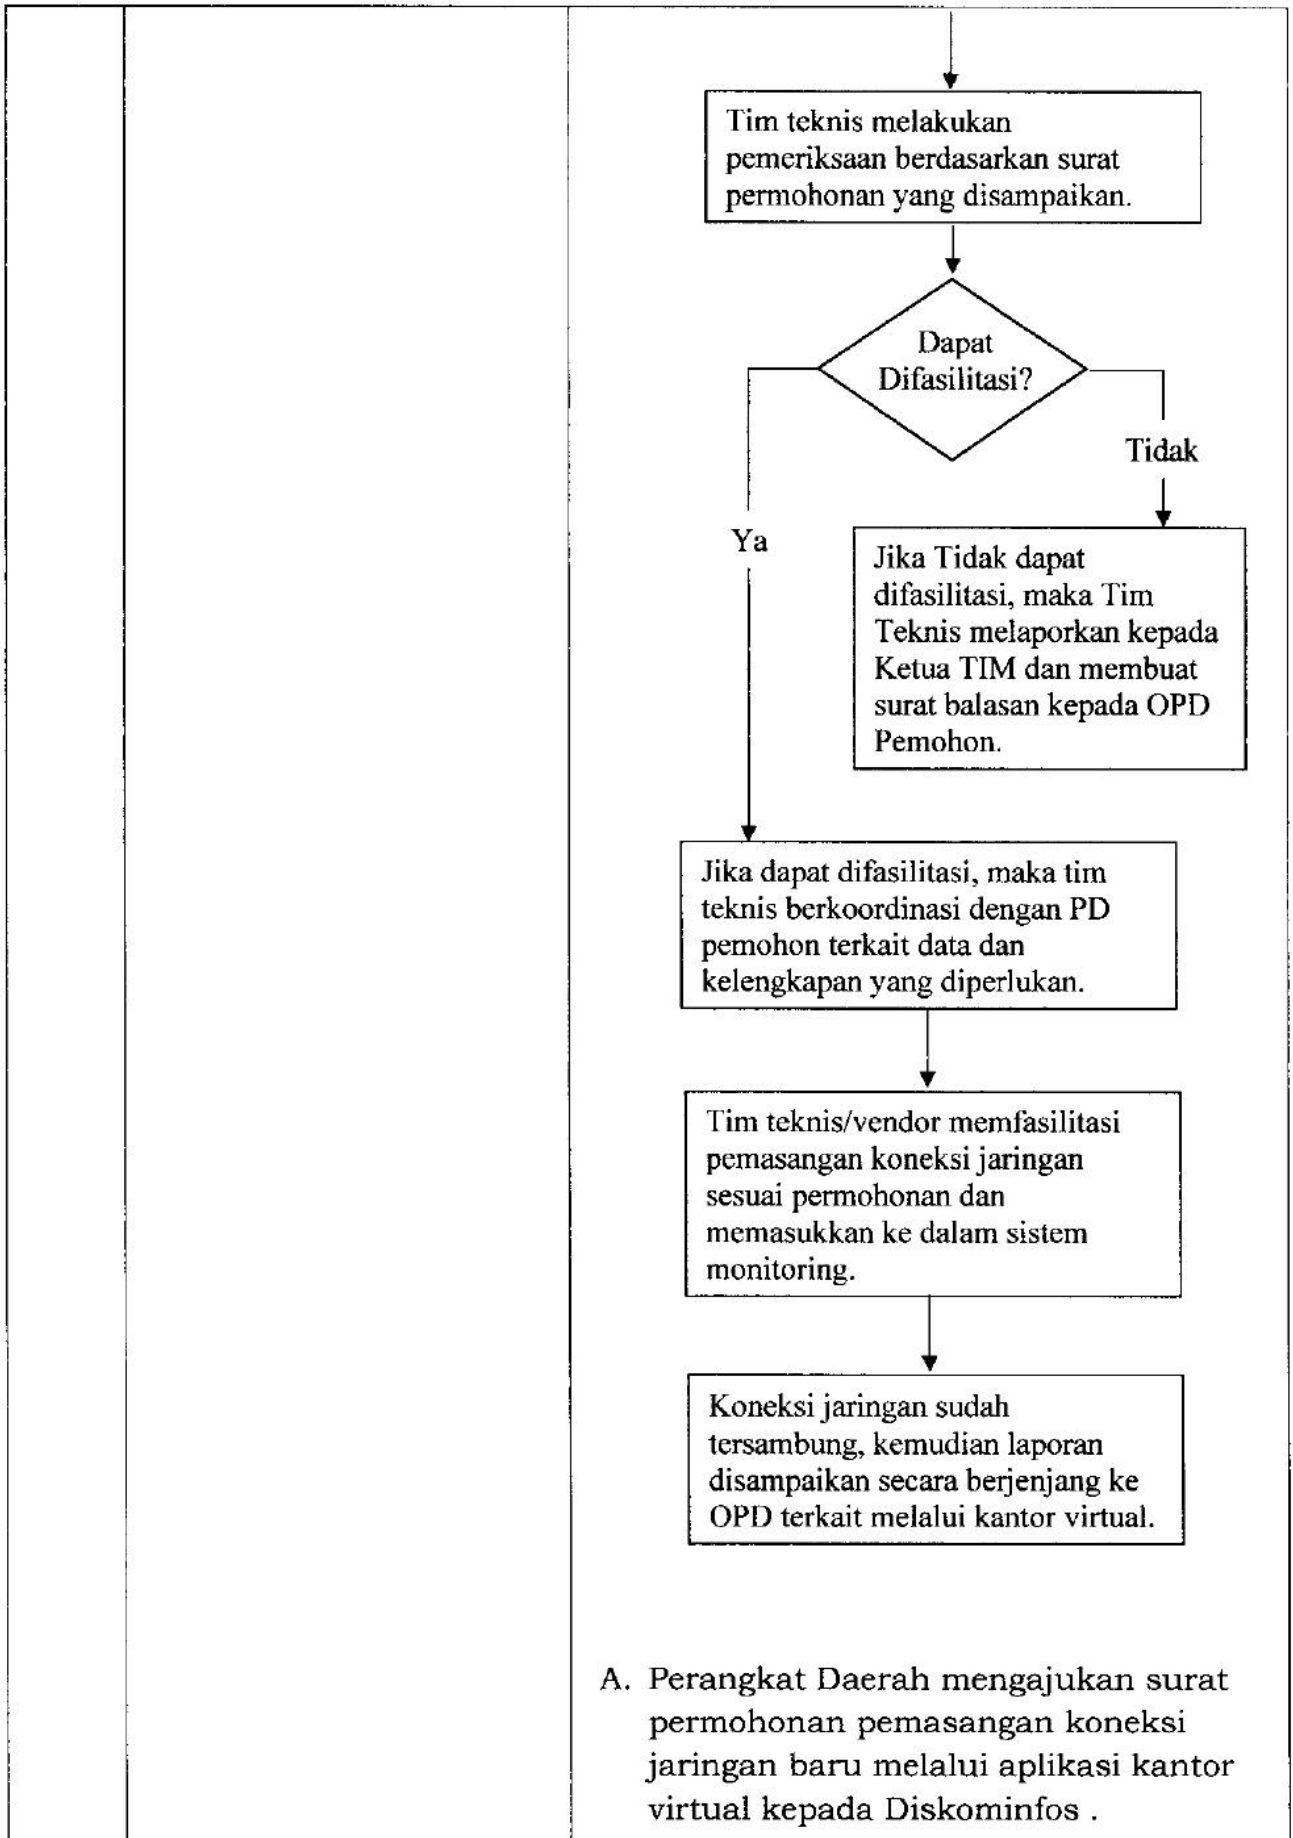 Tim teknis melakukan
pemeriksaan berdasarkan surat
permohonan yang disampaikan.
Dapat
Difasilitasi?
Tidak
Ya
Jika Tidak dapat
difasilitasi, maka Tim
Teknis melaporkan kepada
Ketua TIM dan membuat
surat balasan kepada OPD
Pemohon.
Jika dapat difasilitasi, maka tim
teknis berkoordinasi dengan PD
pemohon terkait data dan
kelengkapan yang diperlukan.
Tim teknis/vendor memfasilitasi
pemasangan koneksi jaringan
sesuai permohonan dan
memasukkan ke dalam sistem
monitoring.
Koneksi jaringan sudah
tersambung, kemudian laporan
disampaikan secara berjenjang ke
OPD terkait melalui kantor virtual.
A. Perangkat Daerah mengajukan surat
permohonan pemasangan koneksi
jaringan baru melalui aplikasi kantor
virtual kepada Diskominfos .